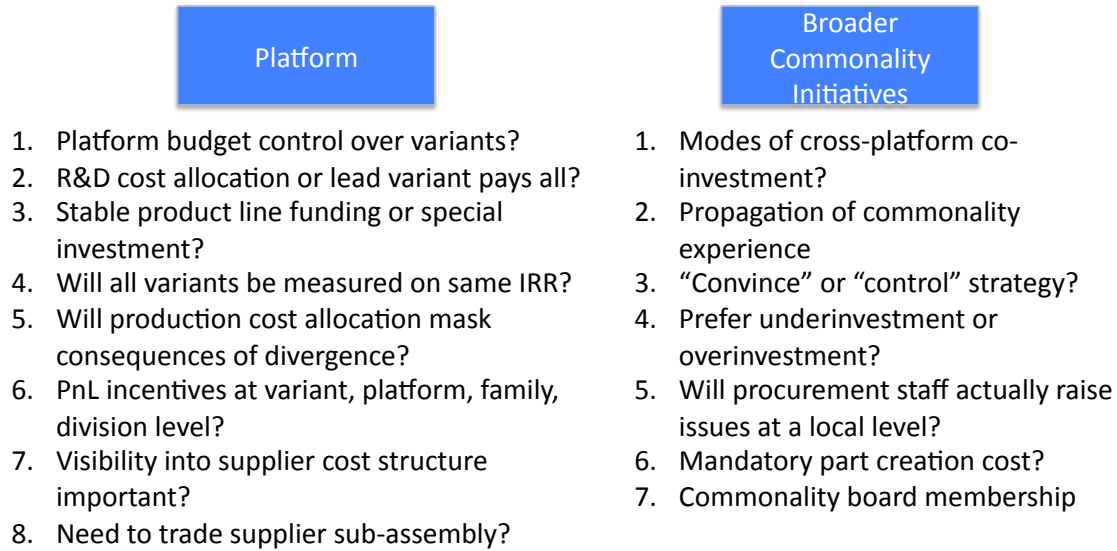 Platform
1. Platform budget control over variants?
2. R&D cost allocation or lead variant pays all?
3. Stable product line funding or special
investment?
4. Will all variants be measured on same IRR?
5. Will production cost allocation mask
consequences of divergence?
6. PnL incentives at variant, platform, family,
division level?
7. Visibility into supplier cost structure
important?
8. Need to trade supplier sub-assembly?
Broader
Commonality
Initiatives
1. Modes of cross-platform co-
investment?
2. Propagation of commonality
experience
3. “Convince” or “control” strategy?
4. Prefer underinvestment or
overinvestment?
5. Will procurement staff actually raise
issues at a local level?
6. Mandatory part creation cost?
7. Commonality board membership